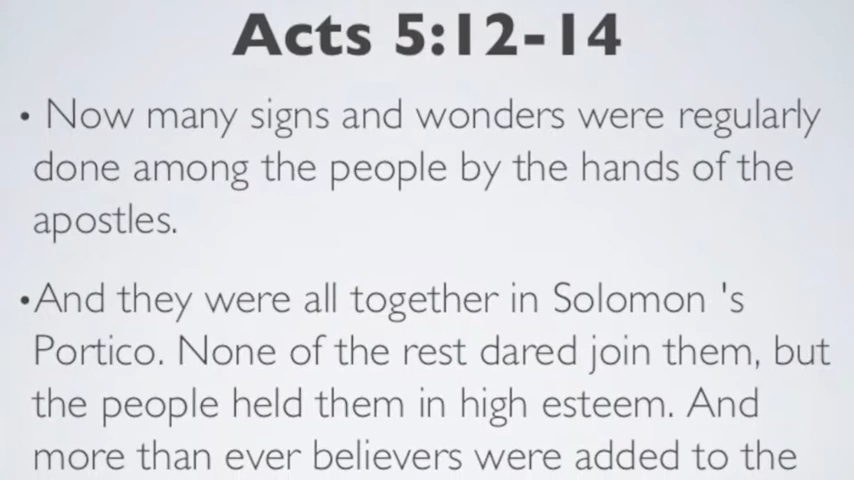 Acts 5:12-14
• Now many signs and wonders were regularly
done among the people by the hands of the
apostles.
•And they were all together in Solomon 's
Portico. None of the rest dared join them, but
the people held them in high esteem. And
more than ever believers were added to the